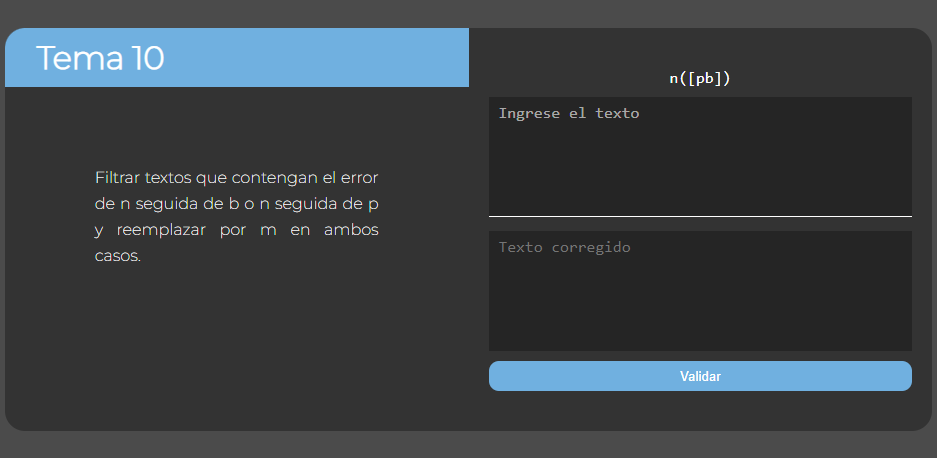 Tema 10
Filtrar textos que contengan el error
de n seguida de b o n seguida de p
y reemplazar por m en ambos
casos.
n([pb])
Ingrese el texto
Texto corregido
Validar